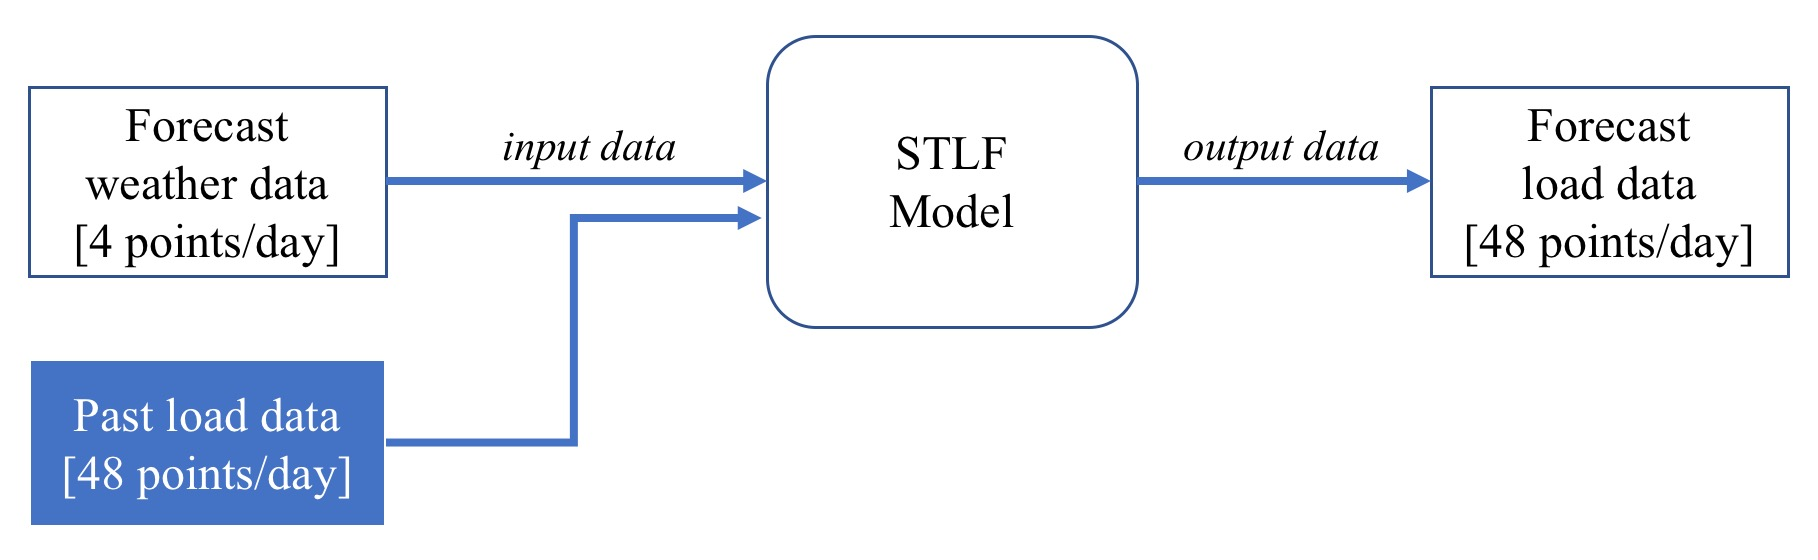 Forecast
weather data
[4 points/day]
input data
Past load data
[48 points/day]
STLF
Model
output data
Forecast
load data
[48 points/day]